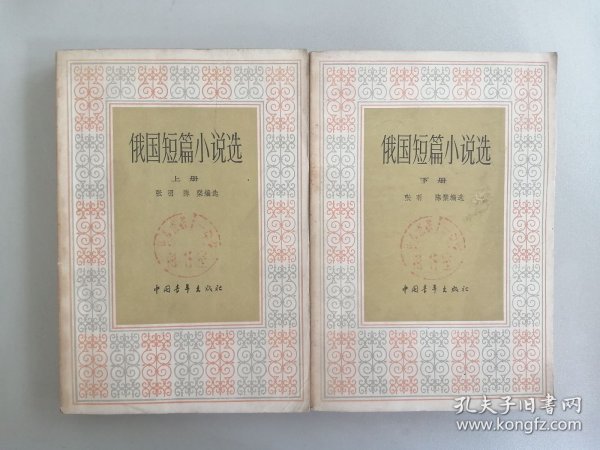 俄国短篇小说选
上册
张羽 陈燊编选
中国青年出版社
俄国短篇小说选
下册
张羽 陈燊编选
中国青年出版社
孔夫子旧书网
www.kongfz.com